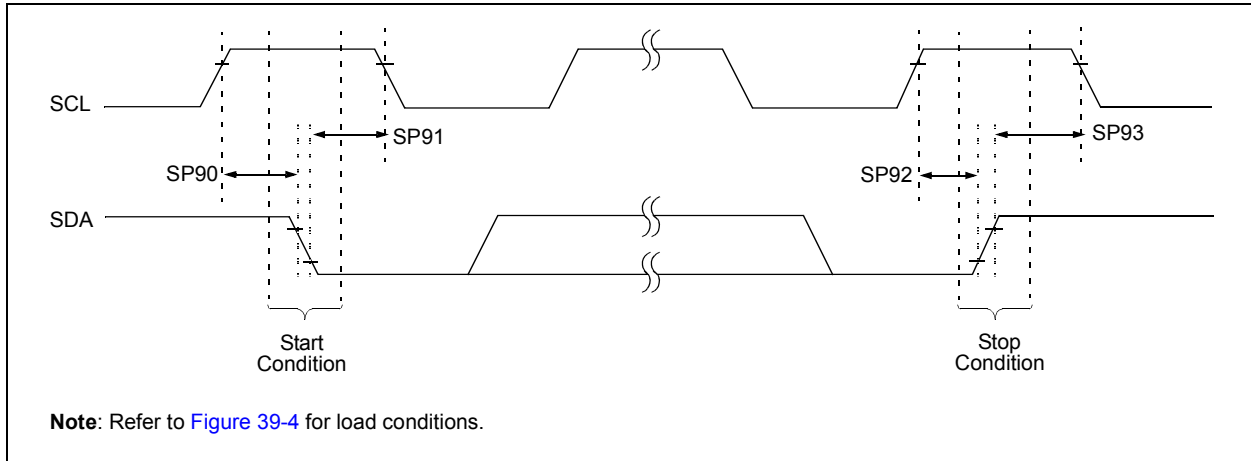 SCL
SP91
SP93
SP90
SP92
SDA
Start
Condition
Stop
Condition
Note: Refer to Figure 39-4 for load conditions.